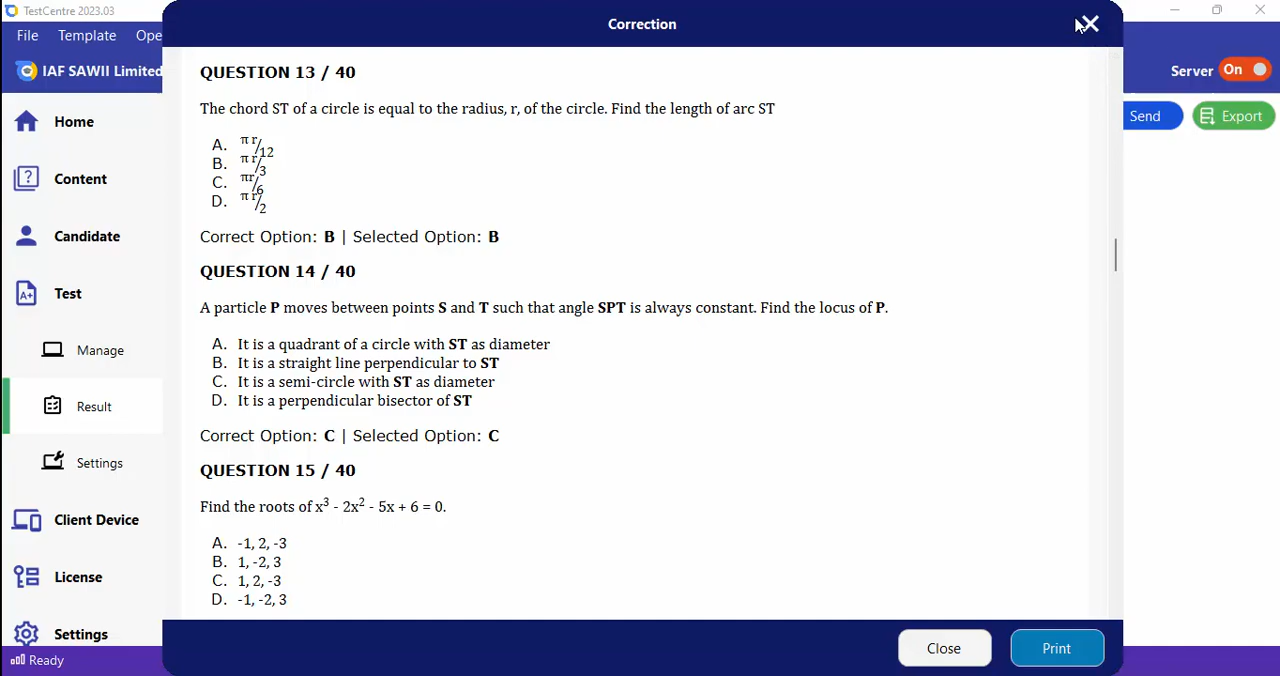 TestCentre 2023.03
File Template Ope
IAF SAWII Limited
Server On
Send Export
Home
Content
Candidate
Test
Manage
Result
Settings
Client Device
License
Settings
Ready
Correction
QUESTION 13 / 40
The chord ST of a circle is equal to the radius, r, of the circle. Find the length of arc ST
A. π r/12
B. π r/3
C. πr/6
D. π r/2
Correct Option: B | Selected Option: B
QUESTION 14 / 40
A particle P moves between points S and T such that angle SPT is always constant. Find the locus of P.
A. It is a quadrant of a circle with ST as diameter
B. It is a straight line perpendicular to ST
C. It is a semi-circle with ST as diameter
D. It is a perpendicular bisector of ST
Correct Option: C | Selected Option: C
QUESTION 15 / 40
Find the roots of x³ - 2x² - 5x + 6 = 0.
A. -1, 2, -3
B. 1, -2, 3
C. 1, 2, -3
D. -1, -2, 3
Close Print